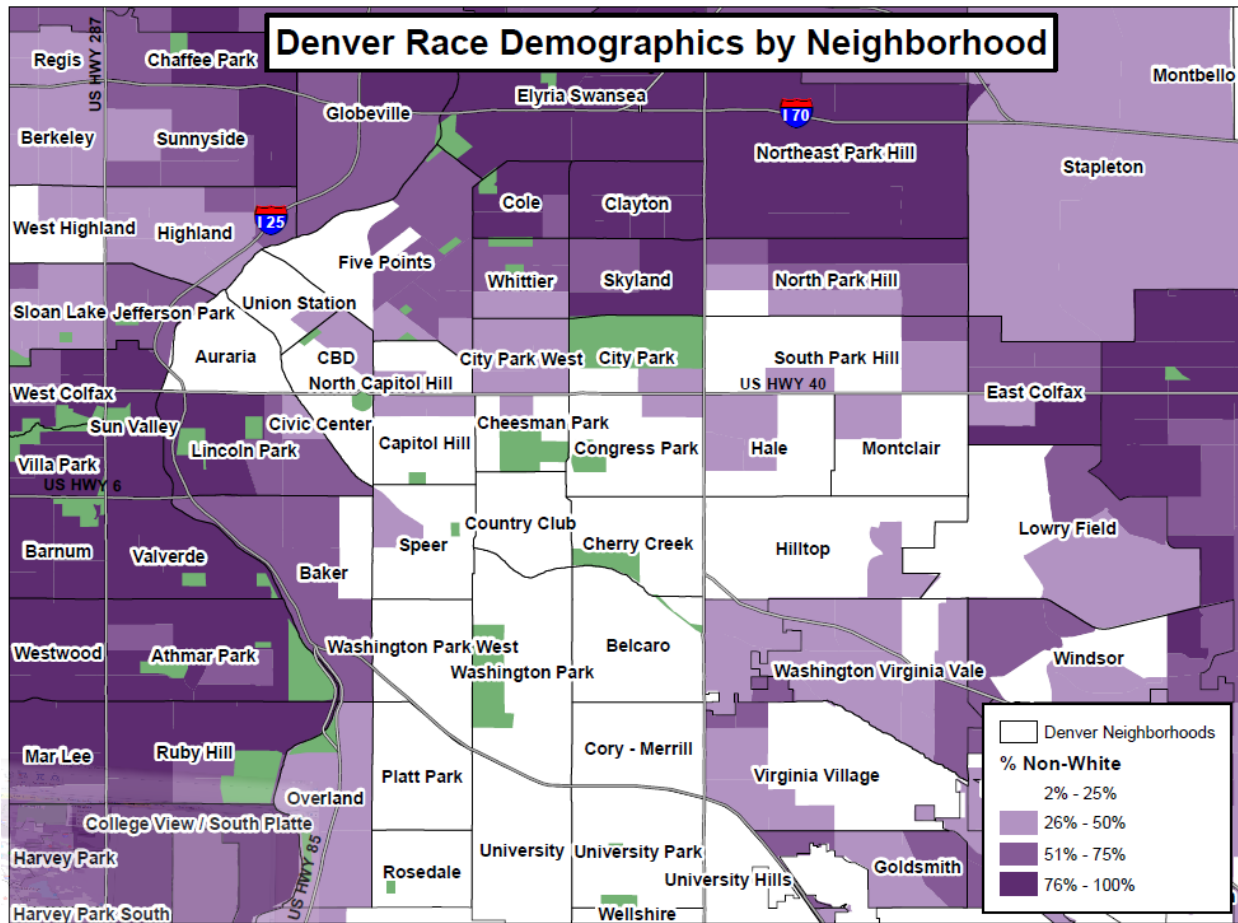 Denver Race Demographics by Neighborhood
US HWY 287
Regis
Chaffee Park
Montbello
Elyria Swansea
Globeville
I 70
Berkeley
Sunnyside
Northeast Park Hill
Stapleton
Cole
Clayton
West Highland
Highland
I 25
Five Points
Whittier
Skyland
North Park Hill
Union Station
Sloan Lake
Jefferson Park
Auraria
CBD
City Park West
City Park
South Park Hill
North Capitol Hill
US HWY 40
West Colfax
East Colfax
Sun Valley
Civic Center
Cheesman Park
Lincoln Park
Capitol Hill
Congress Park
Hale
Montclair
Villa Park
US HWY 6
Country Club
Lowry Field
Barnum
Valverde
Speer
Cherry Creek
Hilltop
Baker
Westwood
Athmar Park
Washington Park West
Belcaro
Washington Park
Washington Virginia Vale
Windsor
Mar Lee
Ruby Hill
Cory - Merrill
Platt Park
Virginia Village
Overland
College View / South Platte
Harvey Park
US HWY 85
University
University Park
Rosedale
University Hills
Goldsmith
Harvey Park South
Wellshire
Denver Neighborhoods
% Non-White
2% - 25%
26% - 50%
51% - 75%
76% - 100%